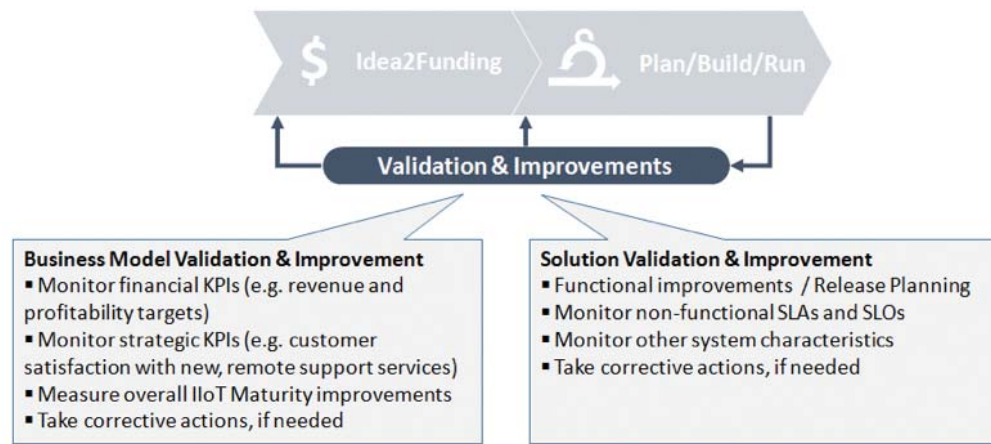 $ Idea2Funding
Plan/Build/Run
Validation & Improvements
Business Model Validation & Improvement
▪ Monitor financial KPIs (e.g. revenue and
profitability targets)
▪ Monitor strategic KPIs (e.g. customer
satisfaction with new, remote support services)
▪ Measure overall IIoT Maturity improvements
▪ Take corrective actions, if needed
Solution Validation & Improvement
▪ Functional improvements / Release Planning
▪ Monitor non-functional SLAs and SLOs
▪ Monitor other system characteristics
▪ Take corrective actions, if needed